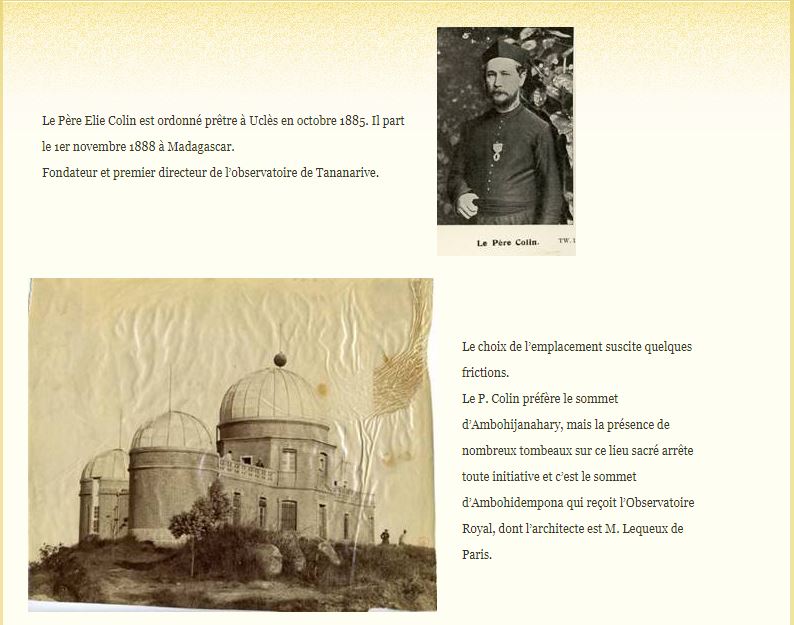 Le Père Elie Colin est ordonné prêtre à Uclès en octobre 1885. Il part
le 1er novembre 1888 à Madagascar.
Fondateur et premier directeur de l'observatoire de Tananarive.
Le Père Colin.
TW. 1
Le choix de l'emplacement suscite quelques
frictions.
Le P. Colin préfère le sommet
d'Ambohijanahary, mais la présence de
nombreux tombeaux sur ce lieu sacré arrête
toute initiative et c'est le sommet
d'Ambohidempona qui reçoit l'Observatoire
Royal, dont l'architecte est M. Lequeux de
Paris.